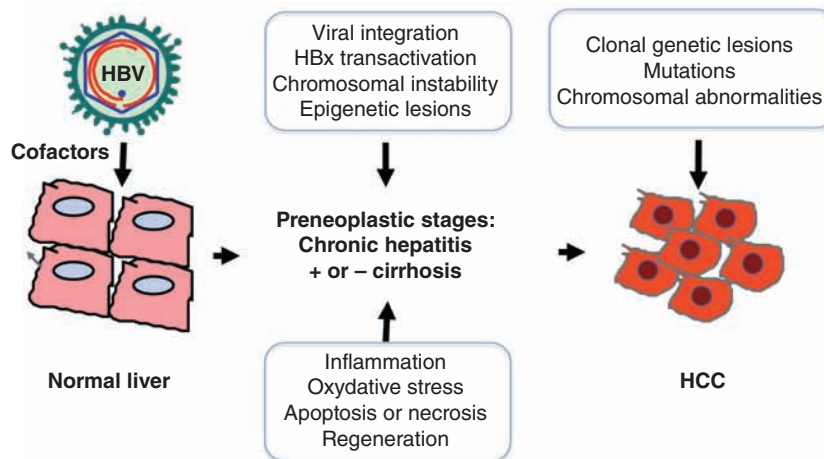 HBV
Cofactors
Normal liver
Viral integration
HBx transactivation
Chromosomal instability
Epigenetic lesions
Preneoplastic stages:
Chronic hepatitis
+ or – cirrhosis
Inflammation
Oxydative stress
Apoptosis or necrosis
Regeneration
Clonal genetic lesions
Mutations
Chromosomal abnormalities
HCC